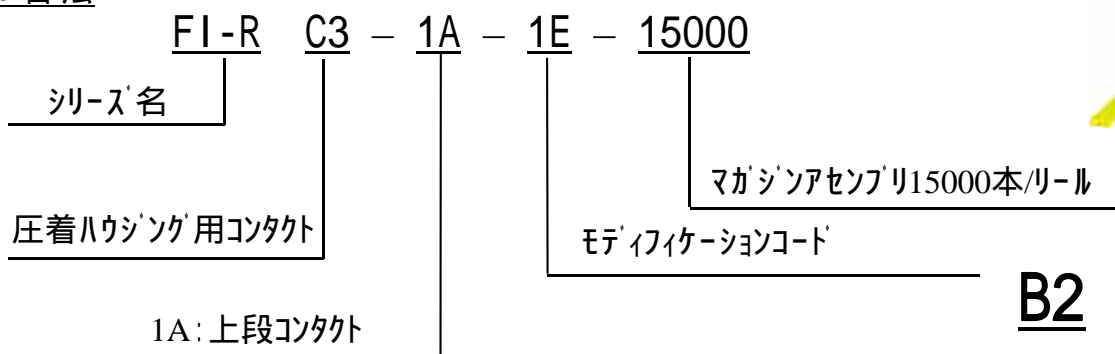 FI-R C3 – 1A – 1E – 15000
ｼﾘｰｽﾞ名
ﾏｶﾞｼﾞﾝｱｾﾝﾌﾞﾘ15000本/ﾘｰﾙ
圧着ﾊｳｼﾞﾝｸﾞ用ｺﾝﾀｸﾄ
ﾓﾃﾞｨﾌｨｹｰｼｮﾝｺｰﾄﾞ
B2
1A：上段ｺﾝﾀｸﾄ